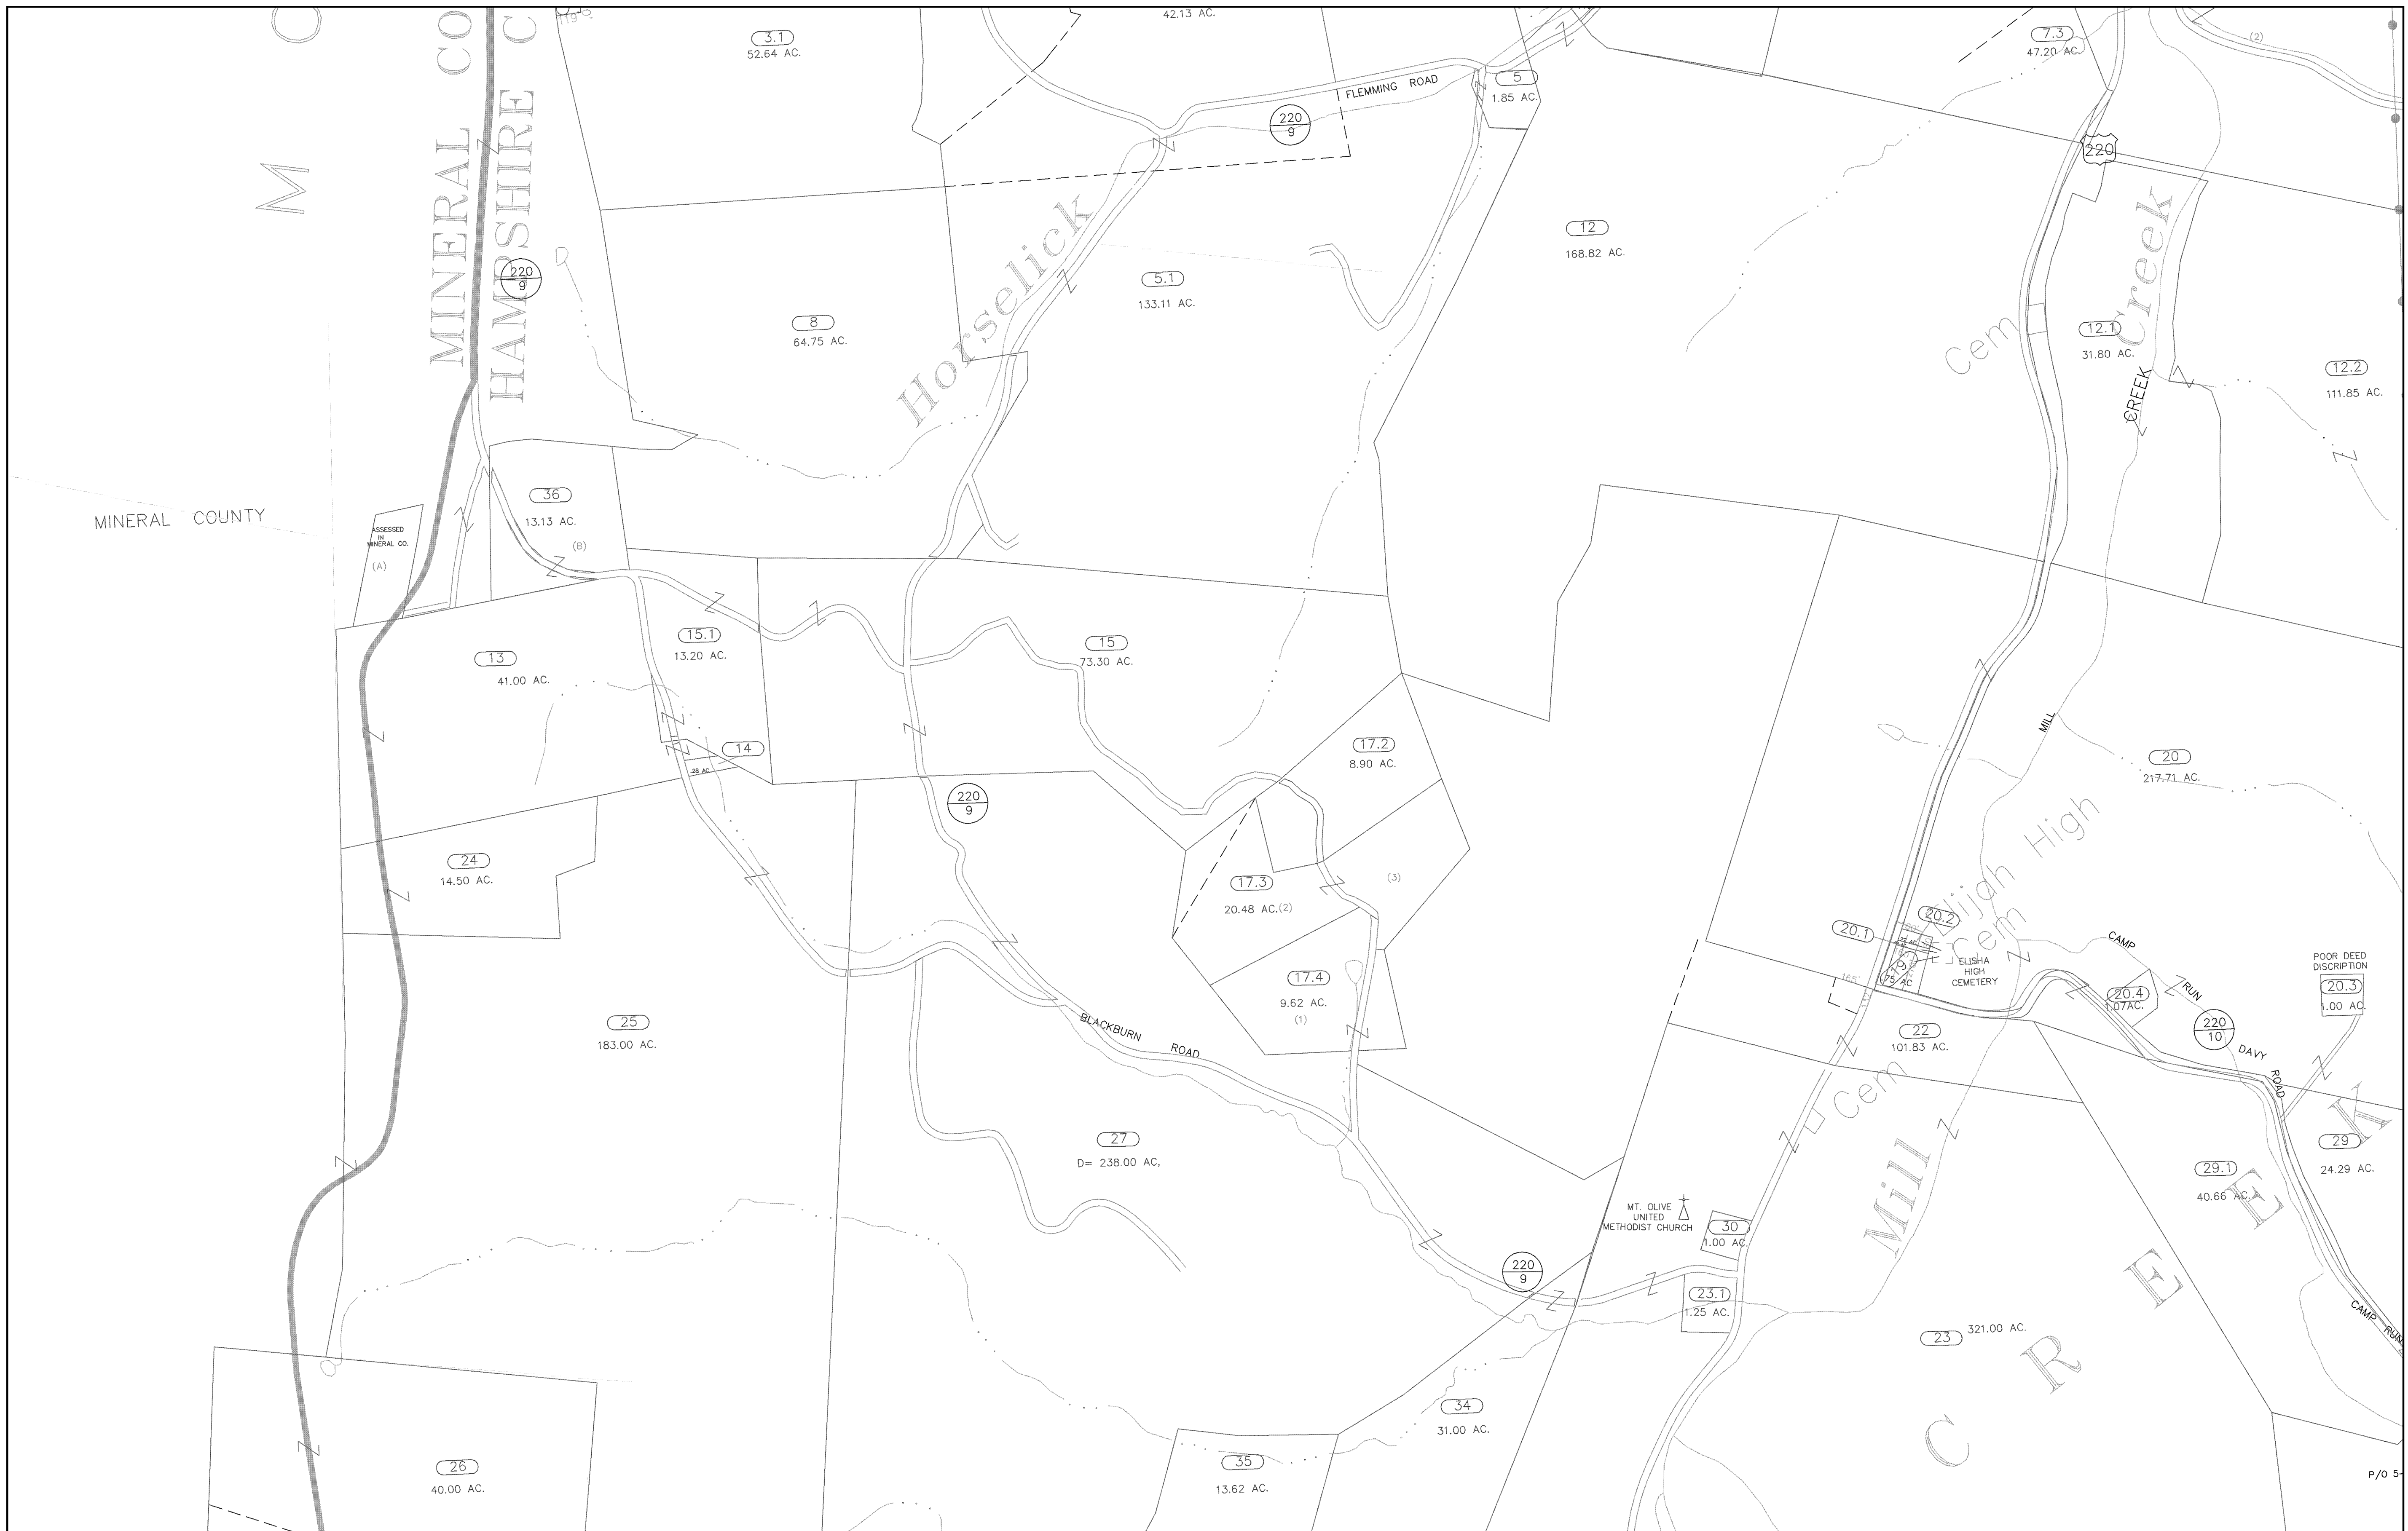 119
42.13 AC.
M
O
MINERAL CO
HAMPSHIRE C
3.1
52.64 AC.
FLEMMING ROAD
220
9
5
1.85 AC.
7.3
47.20 AC.
(2)
220
Creek
12
168.82 AC.
220
9
8
64.75 AC.
Horselick
5.1
133.11 AC.
Cem
12.1
31.80 AC.
12.2
111.85 AC.
CREEK
MINERAL COUNTY
ASSESSED
IN
MINERAL CO.
(A)
36
13.13 AC.
(B)
13
41.00 AC.
15.1
13.20 AC.
15
73.30 AC.
14
.28 AC.
17.2
8.90 AC.
MILL
20
217.71 AC.
220
9
24
14.50 AC.
17.3
20.48 AC.(2)
(3)
Elijah High
Cem
20.1
20.2
.75 AC
165'
ELISHA
HIGH
CEMETERY
CAMP
RUN
POOR DEED
DISCRIPTION
20.3
1.00 AC.
20.4
1.07AC.
17.4
9.62 AC.
(1)
25
183.00 AC.
BLACKBURN ROAD
22
101.83 AC.
220
10
DAVY
ROAD
Cem
27
D= 238.00 AC,
29
24.29 AC.
29.1
40.66 AC.
Mill
MT. OLIVE
UNITED
METHODIST CHURCH
30
1.00 AC.
220
9
23.1
1.25 AC.
23
321.00 AC.
CAMP RUN
C R E E K
34
31.00 AC.
26
40.00 AC.
35
13.62 AC.
P/O 5-